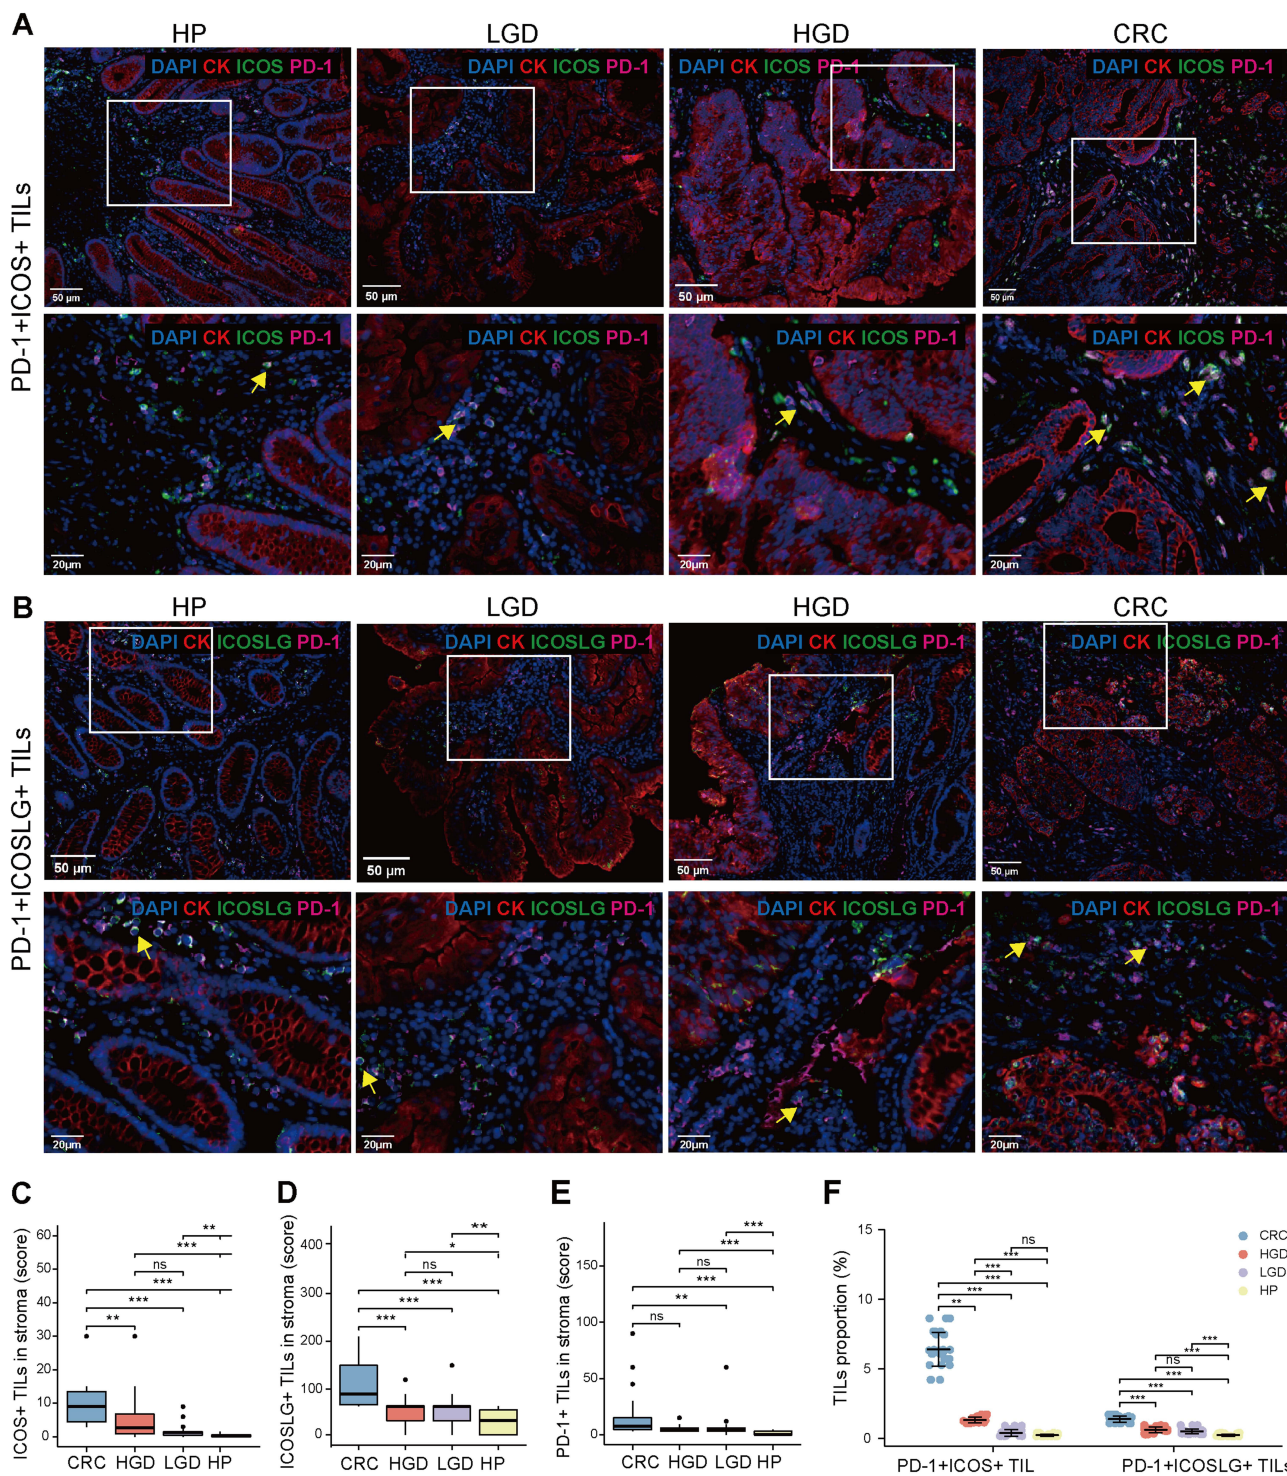 A
HP LGD HGD CRC
PD-1+ICOS+ TILs
DAPI CK ICOS PD-1 DAPI CK ICOS PD-1 DAPI CK ICOS PD-1 DAPI CK ICOS PD-1
50 μm 50 μm 50 μm 50 μm
DAPI CK ICOS PD-1 DAPI CK ICOS PD-1 DAPI CK ICOS PD-1 DAPI CK ICOS PD-1
20μm 20μm 20μm 20μm
B
HP LGD HGD CRC
PD-1+ICOSLG+ TILs
DAPI CK ICOSLG PD-1 DAPI CK ICOSLG PD-1 DAPI CK ICOSLG PD-1 DAPI CK ICOSLG PD-1
50 μm 50 μm 50 μm 50 μm
DAPI CK ICOSLG PD-1 DAPI CK ICOSLG PD-1 DAPI CK ICOSLG PD-1 DAPI CK ICOSLG PD-1
20μm 20μm 20μm 20μm
C
ICOS+ TILs in stroma (score)
60
50
40
30
20
10
0
**
***
ns
***
***
**
CRC HGD LGD HP
D
ICOSLG+ TILs in stroma (score)
400
300
200
100
0
**
*
ns
***
***
***
CRC HGD LGD HP
E
PD-1+ TILs in stroma (score)
150
100
50
0
***
***
ns
***
**
ns
CRC HGD LGD HP
F
TILs proportion (%)
15
10
5
0
CRC
HGD
LGD
HP
ns
***
***
***
***
**
***
***
ns
***
***
***
PD-1+ICOS+ TIL PD-1+ICOSLG+ TILs